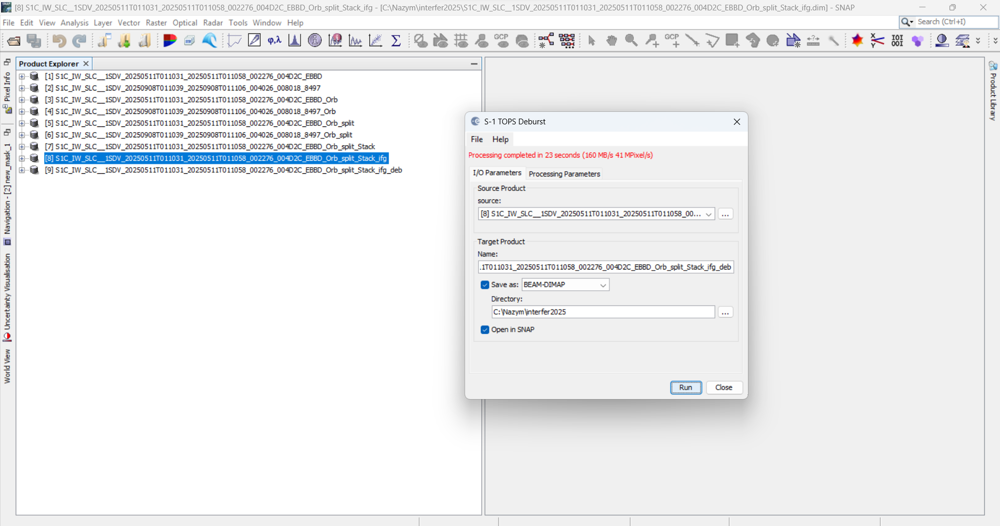 [8] S1C_IW_SLC__1SDV_20250511T011031_20250511T011058_002276_004D2C_EBBD_Orb_split_Stack_ifg - [C:\Nazym\interfer2025\S1C_IW_SLC__1SDV_20250511T011031_20250511T011058_002276_004D2C_EBBD_Orb_split_Stack_ifg.dim] - SNAP
File Edit View Analysis Layer Vector Raster Optical Radar Tools Window Help
Search (Ctrl+I)
φ,λ
GCP
GCP
Product Explorer
Pixel Info
Navigation - [2] new_mask_1
Uncertainty Visualisation
World View
Product Library
[1] S1C_IW_SLC__1SDV_20250511T011031_20250511T011058_002276_004D2C_EBBD
[2] S1C_IW_SLC__1SDV_20250908T011039_20250908T011106_004026_008018_8497
[3] S1C_IW_SLC__1SDV_20250511T011031_20250511T011058_002276_004D2C_EBBD_Orb
[4] S1C_IW_SLC__1SDV_20250908T011039_20250908T011106_004026_008018_8497_Orb
[5] S1C_IW_SLC__1SDV_20250511T011031_20250511T011058_002276_004D2C_EBBD_Orb_split
[6] S1C_IW_SLC__1SDV_20250908T011039_20250908T011106_004026_008018_8497_Orb_split
[7] S1C_IW_SLC__1SDV_20250511T011031_20250511T011058_002276_004D2C_EBBD_Orb_split_Stack
[8] S1C_IW_SLC__1SDV_20250511T011031_20250511T011058_002276_004D2C_EBBD_Orb_split_Stack_ifg
[9] S1C_IW_SLC__1SDV_20250511T011031_20250511T011058_002276_004D2C_EBBD_Orb_split_Stack_ifg_deb
S-1 TOPS Deburst
File Help
Processing completed in 23 seconds (160 MB/s 41 MPixel/s)
I/O Parameters Processing Parameters
Source Product
source:
[8] S1C_IW_SLC__1SDV_20250511T011031_20250511T011058_00...
...
Target Product
Name:
.1T011031_20250511T011058_002276_004D2C_EBBD_Orb_split_Stack_ifg_deb
Save as: BEAM-DIMAP
Directory:
C:\Nazym\interfer2025
...
Open in SNAP
Run Close